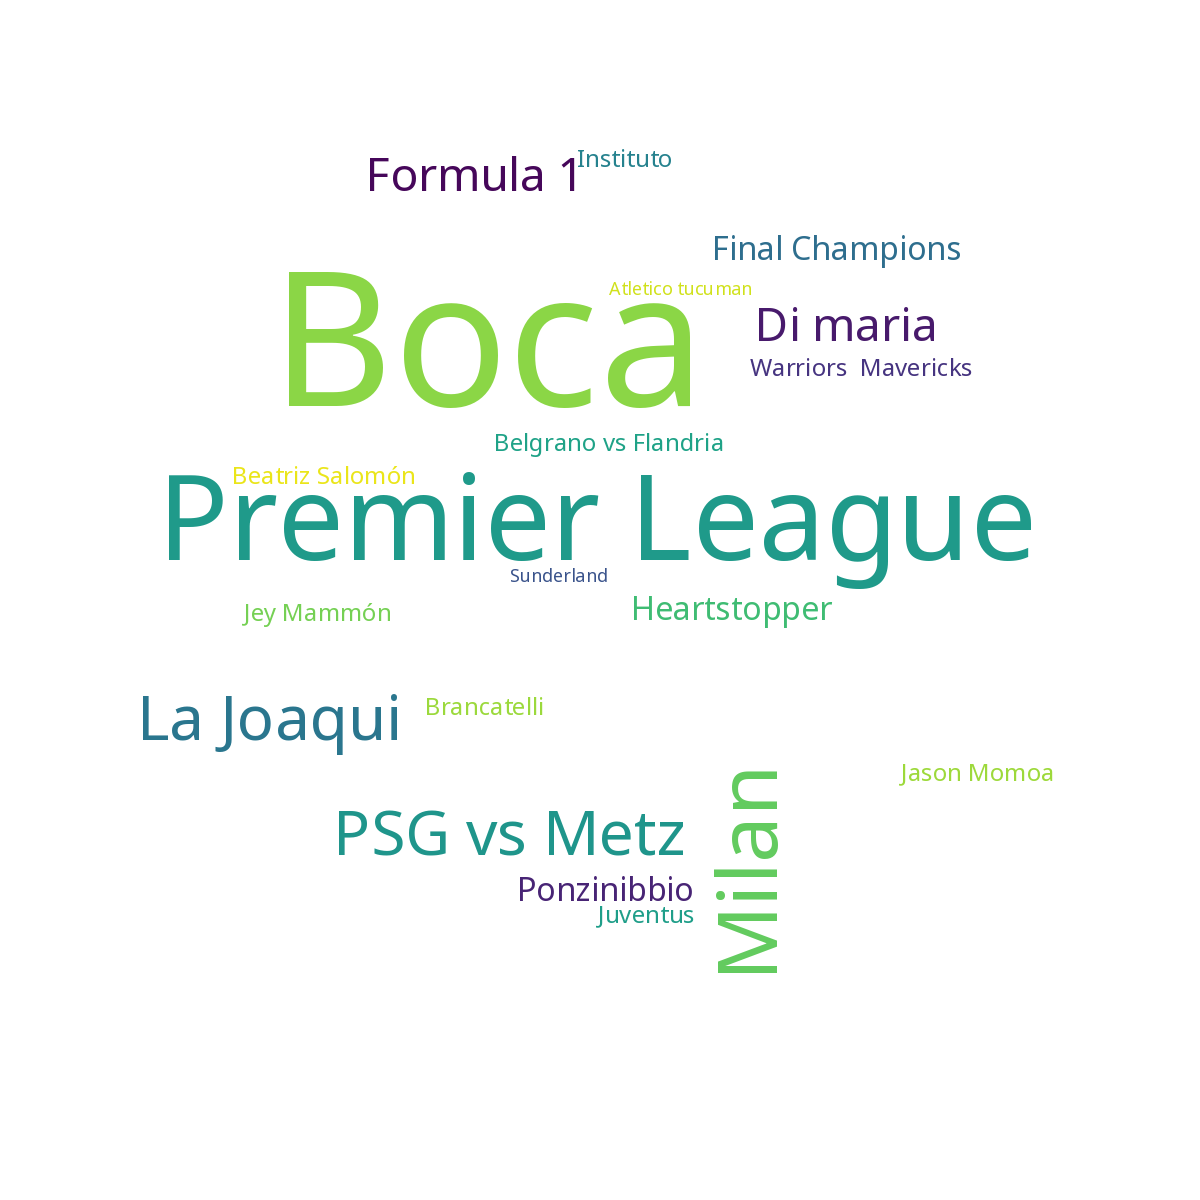 Instituto
Formula 1
Final Champions
Atletico tucuman
Boca
Di maria
Warriors  Mavericks
Belgrano vs Flandria
Beatriz Salomón
Premier League
Sunderland
Heartstopper
Jey Mammón
La Joaqui
Brancatelli
Jason Momoa
PSG vs Metz
Milan
Ponzinibbio
Juventus